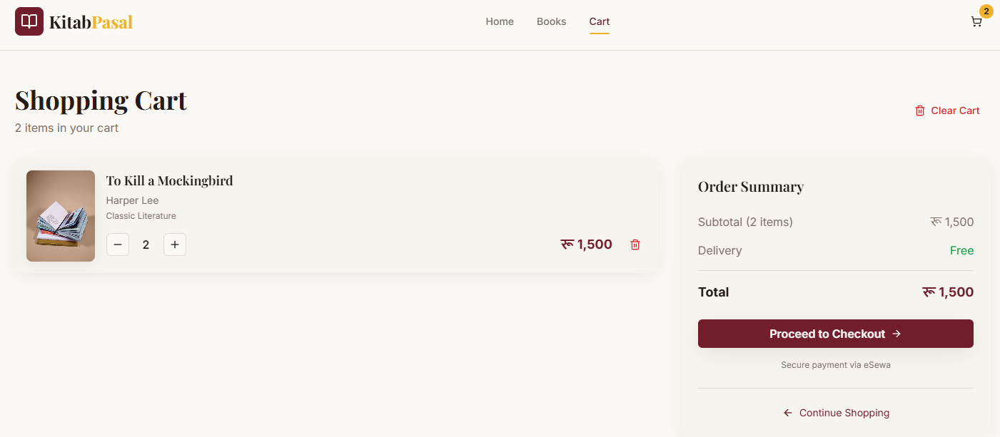 KitabPasal
Home
Books
Cart
2
Shopping Cart
2 items in your cart
Clear Cart
To Kill a Mockingbird
Harper Lee
Classic Literature
2
रू 1,500
Order Summary
Subtotal (2 items) रू 1,500
Delivery Free
Total रू 1,500
Proceed to Checkout →
Secure payment via eSewa
← Continue Shopping